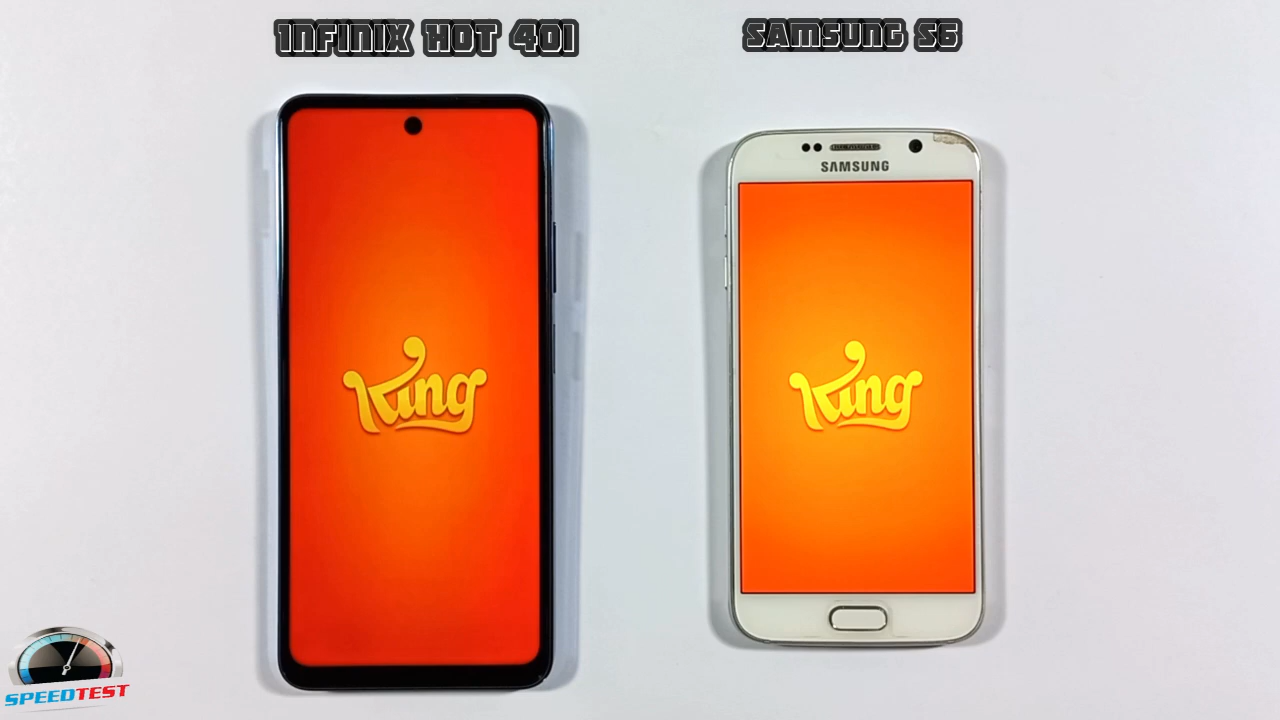 INFINIX HOT 40I
SAMSUNG S6
SAMSUNG
King
King
SPEEDTEST